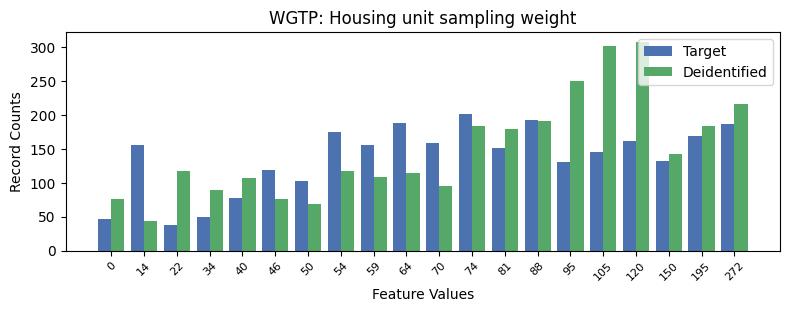 WGTP: Housing unit sampling weight
Target
Deidentified
Record Counts
300
250
200
150
100
50
0
0 14 22 34 40 46 50 54 59 64 70 74 81 88 95 105 120 150 195 272
Feature Values